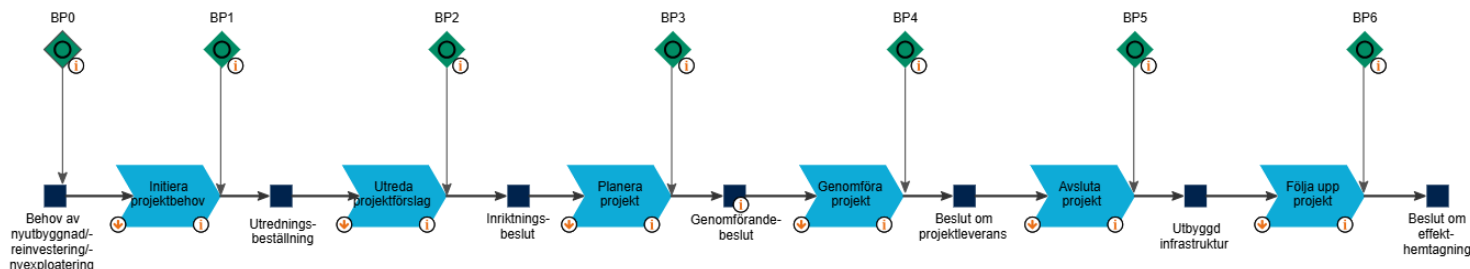 BP0
BP1
BP2
BP3
BP4
BP5
BP6
Initiera
projektbehov
Utreda
projektförslag
Planera
projekt
Genomföra
projekt
Avsluta
projekt
Följa upp
projekt
Behov av
nyutbyggnad/-
reinvestering/-
nyexploatering
Utrednings-
beställning
Inriktnings-
beslut
Genomförande-
beslut
Beslut om
projektleverans
Utbyggd
infrastruktur
Beslut om
effekt-
hemtagning